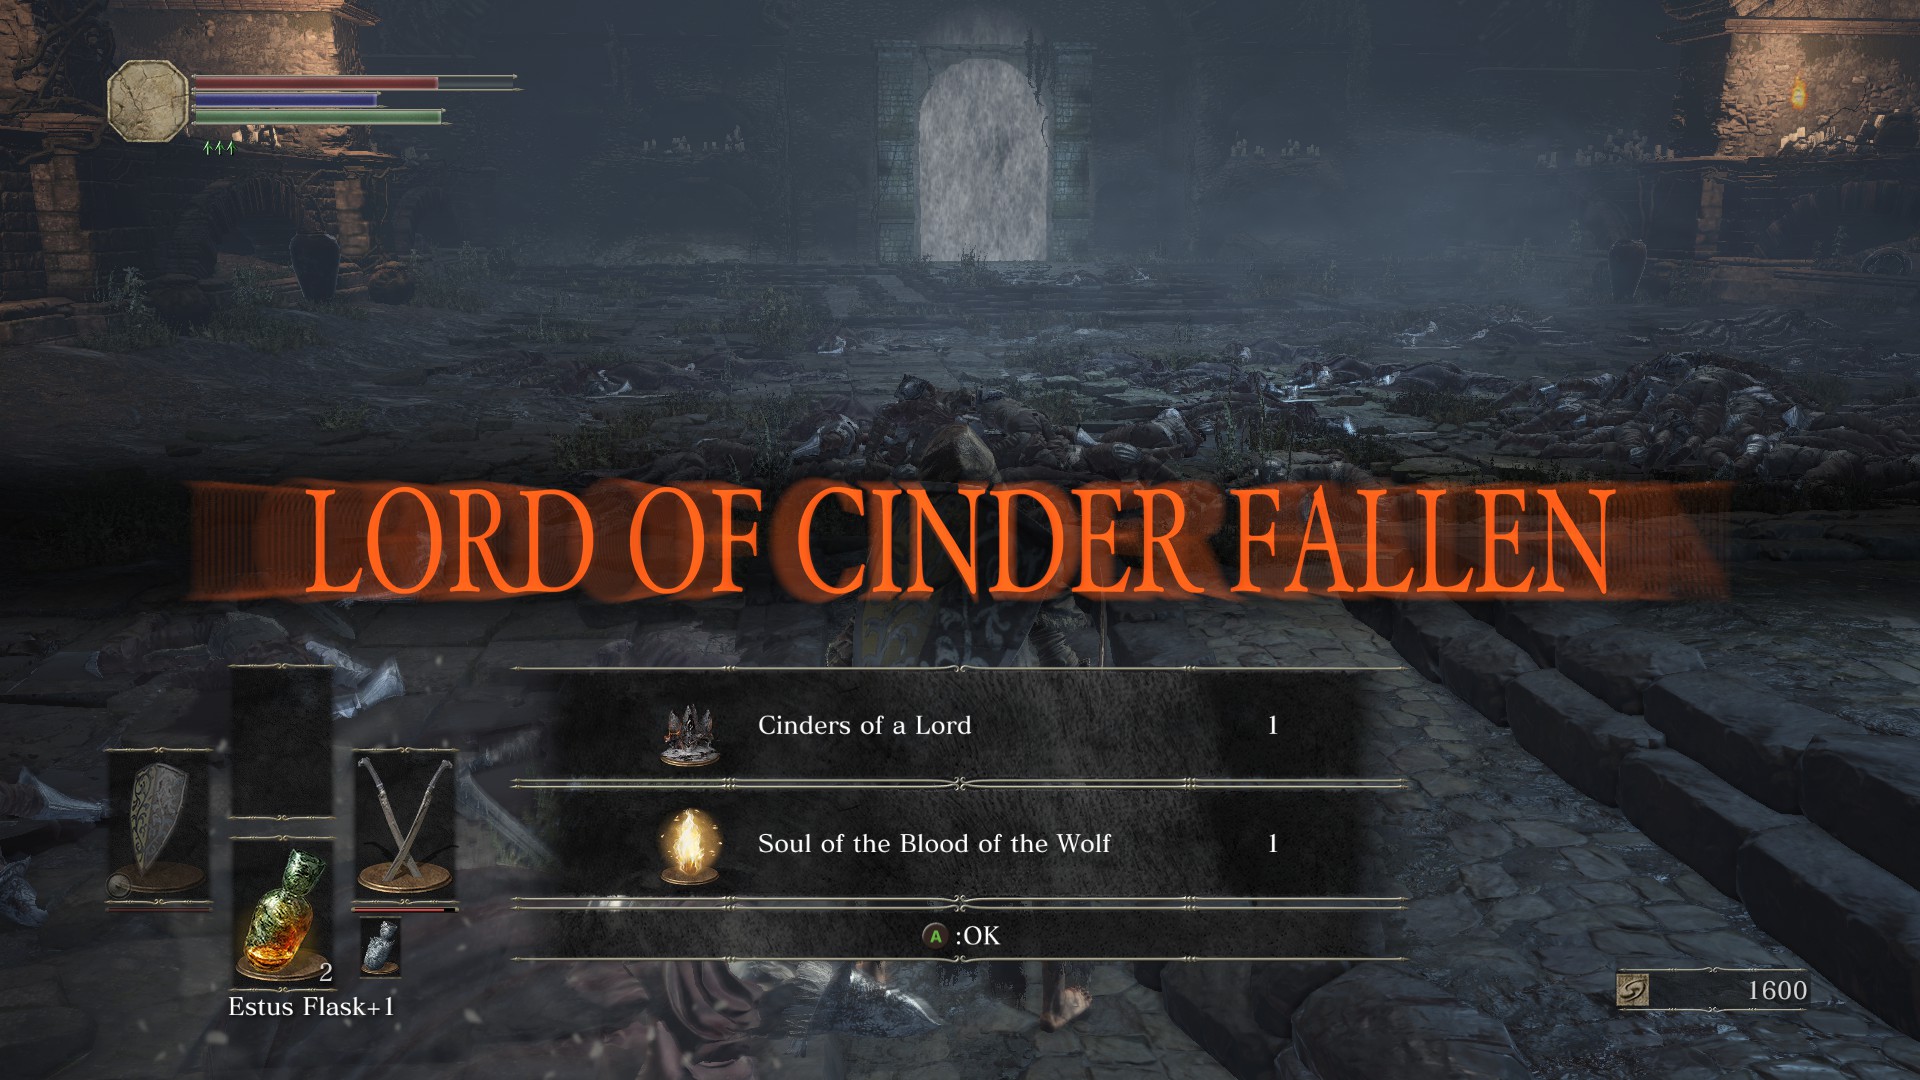 LORD OF CINDER FALLEN
Cinders of a Lord 1
Soul of the Blood of the Wolf 1
A :OK
2
Estus Flask+1
1600